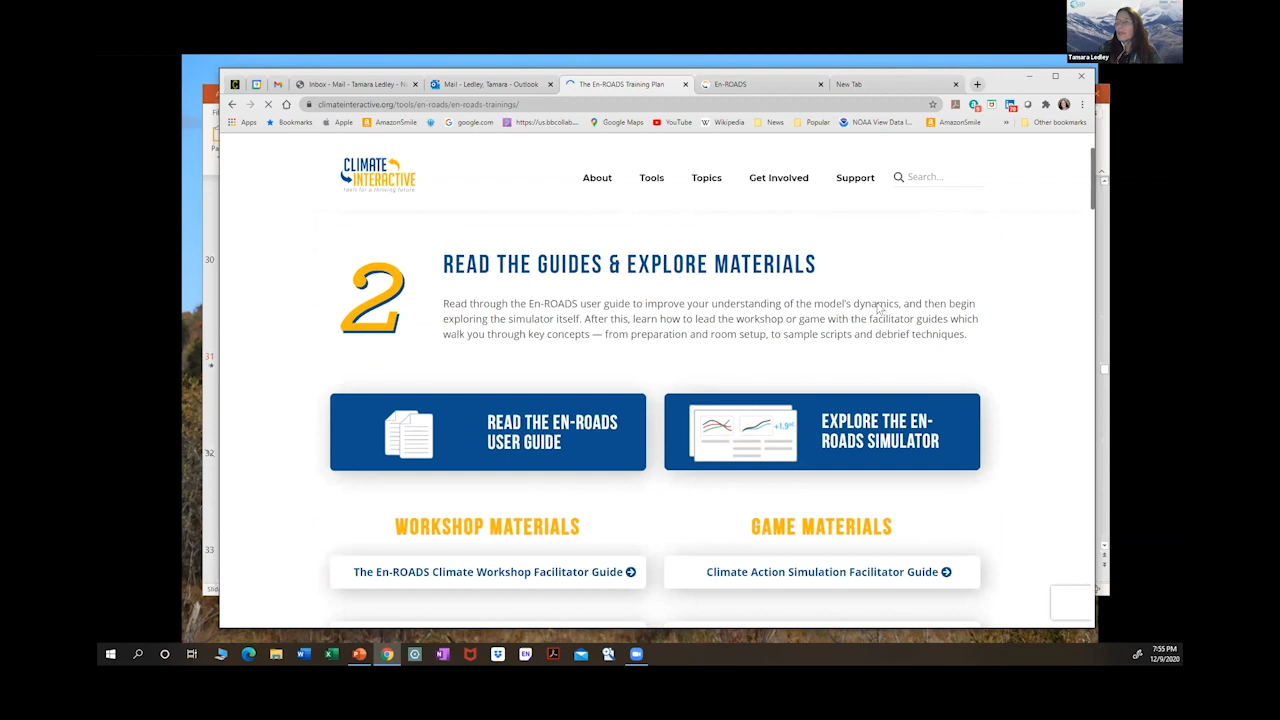 Tamara Ledley
Inbox - Mail - Tamara Ledley - N
Mail - Ledley, Tamara - Outlook
The En-ROADS Training Plan
En-ROADS
New Tab
climateinteractive.org/tools/en-roads/en-roads-trainings/
Apps
Bookmarks
Apple
AmazonSmile
google.com
https://us.bbcollab...
Google Maps
YouTube
Wikipedia
News
Popular
NOAA View Data I...
AmazonSmile
»
Other bookmarks
CLIMATE
INTERACTIVE
tools for a thriving future
About
Tools
Topics
Get Involved
Support
Search...
30
31
32
33
2
READ THE GUIDES & EXPLORE MATERIALS
Read through the En-ROADS user guide to improve your understanding of the model's dynamics, and then begin
exploring the simulator itself. After this, learn how to lead the workshop or game with the facilitator guides which
walk you through key concepts — from preparation and room setup, to sample scripts and debrief techniques.
READ THE EN-ROADS
USER GUIDE
+1.9
EXPLORE THE EN-
ROADS SIMULATOR
WORKSHOP MATERIALS
GAME MATERIALS
The En-ROADS Climate Workshop Facilitator Guide
Climate Action Simulation Facilitator Guide
7:55 PM
12/9/2020